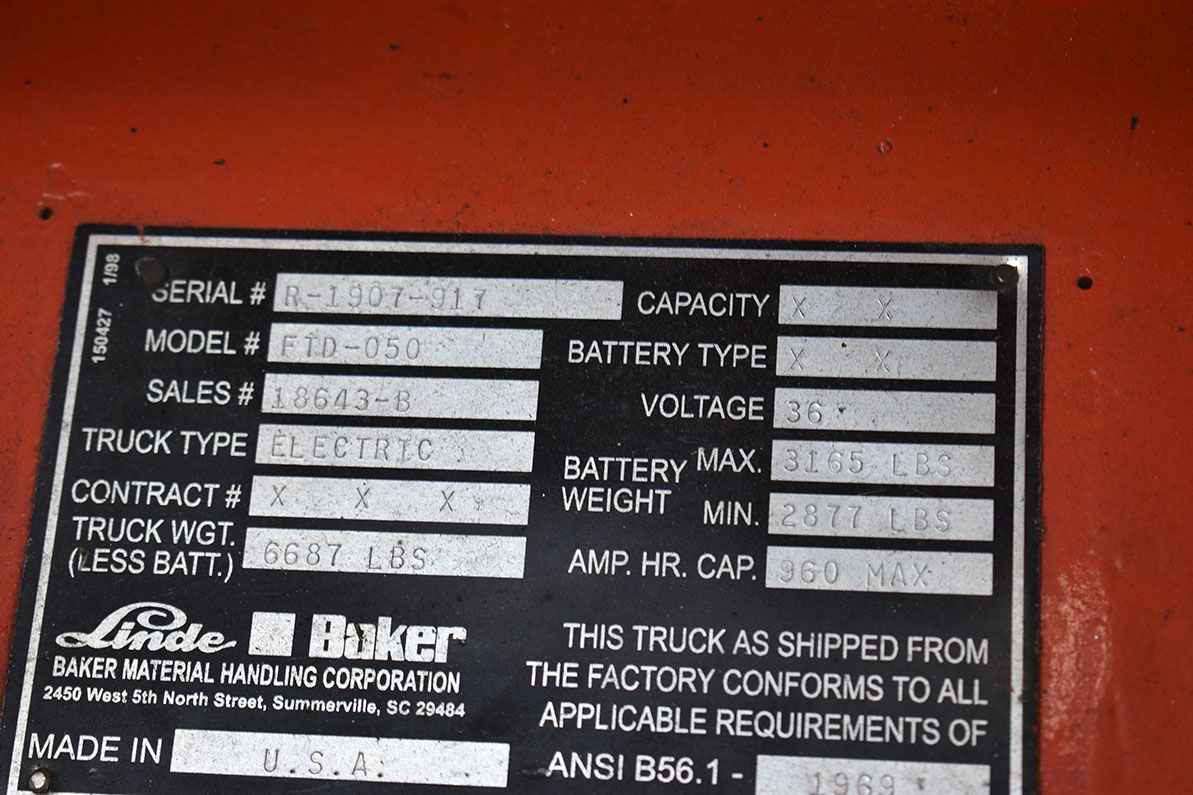 150427 1/98
SERIAL # R-1907-917
MODEL # FTD-050
SALES # 18643-B
TRUCK TYPE ELECTRIC
CONTRACT # X X X
TRUCK WGT.
(LESS BATT.) 6687 LBS
CAPACITY X X
BATTERY TYPE X X
VOLTAGE 36
BATTERY WEIGHT MAX. 3165 LBS
MIN. 2877 LBS
AMP. HR. CAP. 960 MAX
Linde Baker
BAKER MATERIAL HANDLING CORPORATION
2450 West 5th North Street, Summerville, SC 29484
MADE IN U.S.A.
THIS TRUCK AS SHIPPED FROM
THE FACTORY CONFORMS TO ALL
APPLICABLE REQUIREMENTS OF
ANSI B56.1 - 1969